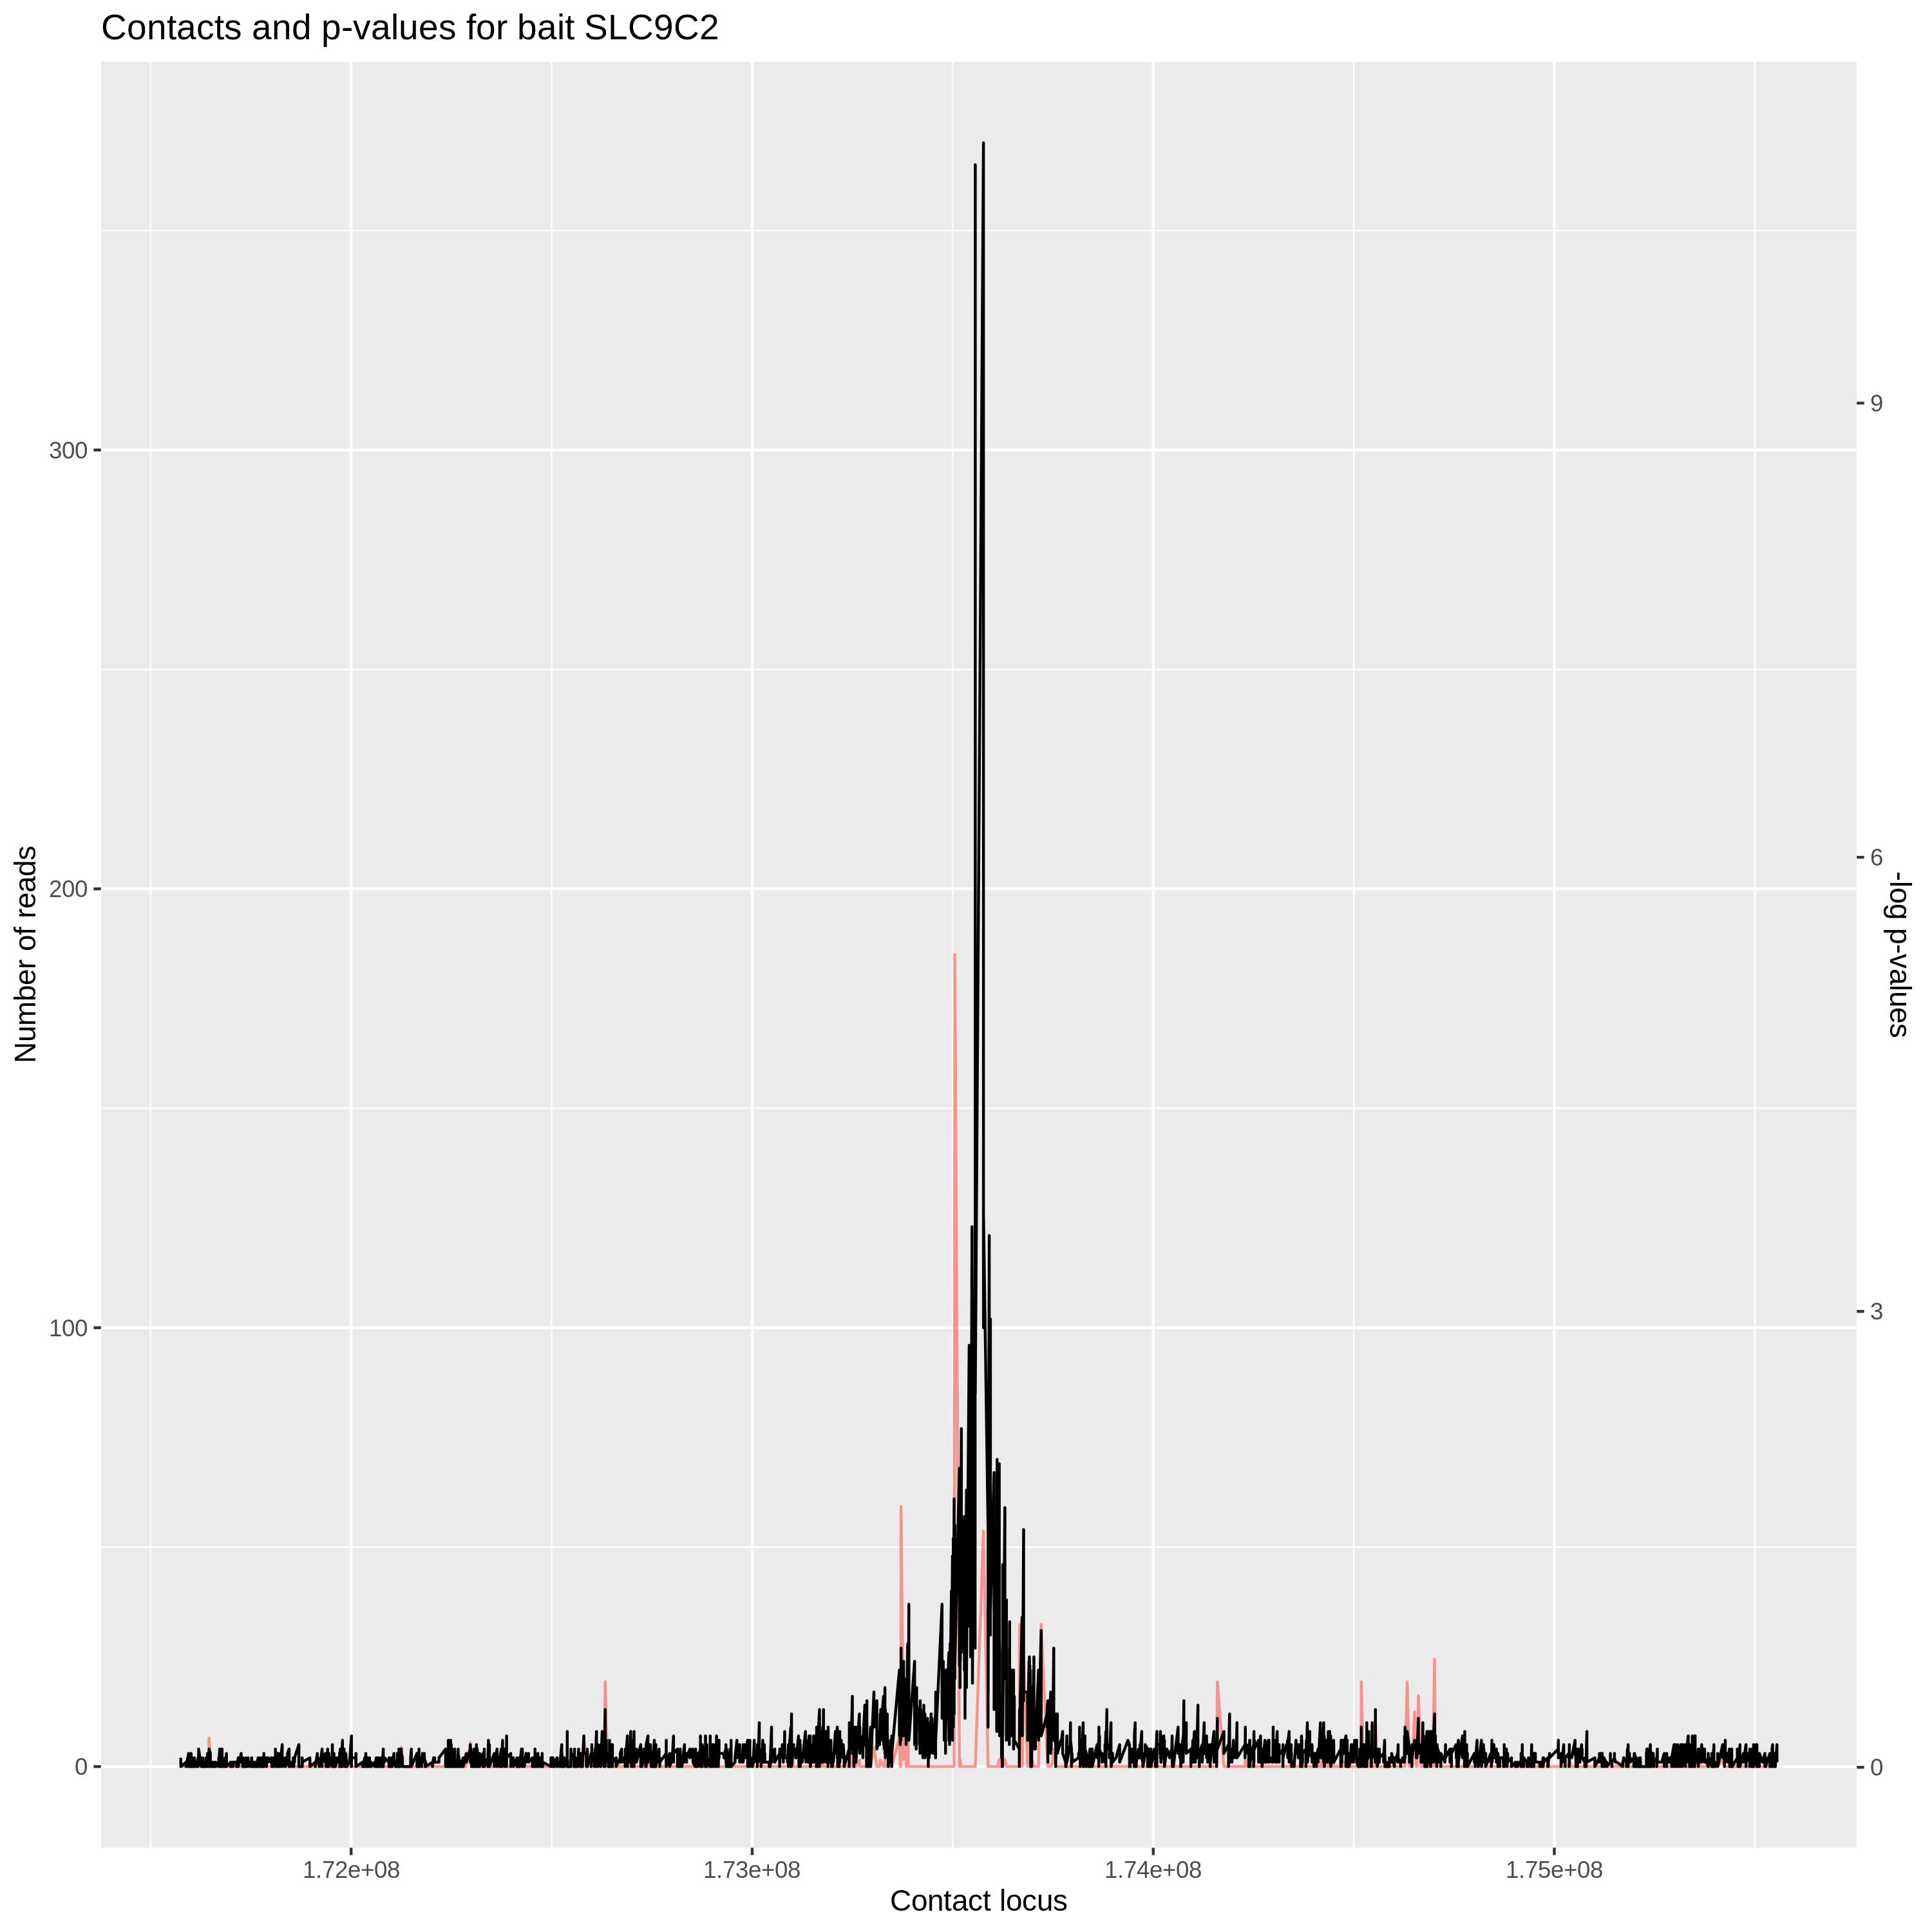 Contacts and p-values for bait SLC9C2
Number of reads
300
200
100
0
9
6
3
0
-log p-values
1.72e+08
1.73e+08
1.74e+08
1.75e+08
Contact locus